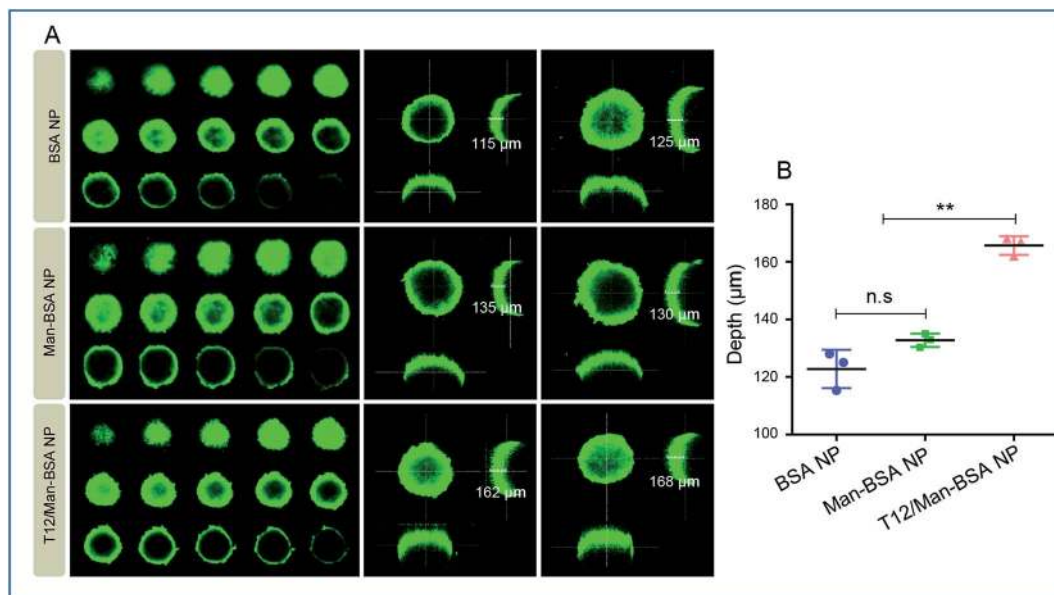 A
BSA NP
115 µm
125 µm
Man-BSA NP
135 µm
130 µm
T12/Man-BSA NP
162 µm
168 µm
B
180
160
140
120
100
Depth (µm)
**
n.s
BSA NP
Man-BSA NP
T12/Man-BSA NP